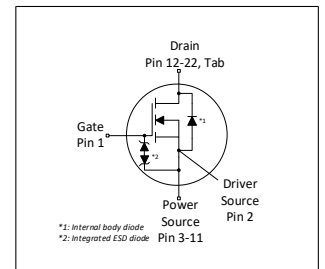 Drain
Pin 12-22, Tab
*1
Gate
Pin 1
*2
Driver
Source
Pin 2
Power
Source
Pin 3-11
*1: Internal body diode
*2: Integrated ESD diode